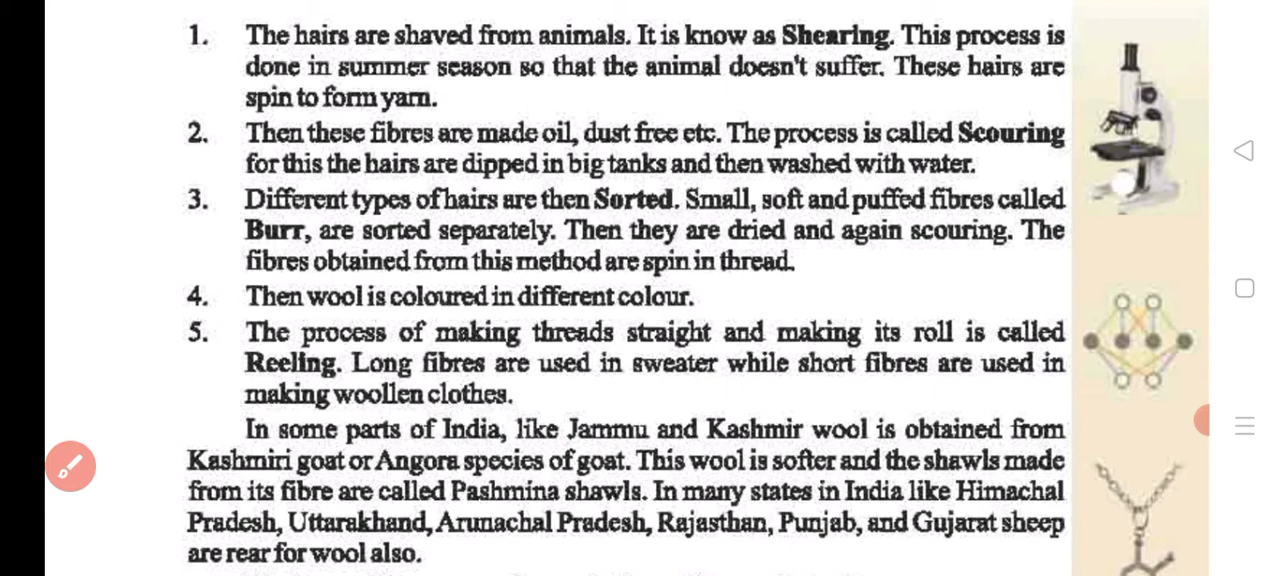 1. The hairs are shaved from animals. It is know as Shearing. This process is
done in summer season so that the animal doesn't suffer. These hairs are
spin to form yarn.
2. Then these fibres are made oil, dust free etc. The process is called Scouring
for this the hairs are dipped in big tanks and then washed with water.
3. Different types of hairs are then Sorted. Small, soft and puffed fibres called
Burr, are sorted separately. Then they are dried and again scouring. The
fibres obtained from this method are spin in thread.
4. Then wool is coloured in different colour.
5. The process of making threads straight and making its roll is called
Reeling. Long fibres are used in sweater while short fibres are used in
making woollen clothes.
In some parts of India, like Jammu and Kashmir wool is obtained from
Kashmiri goat or Angora species of goat. This wool is softer and the shawls made
from its fibre are called Pashmina shawls. In many states in India like Himachal
Pradesh, Uttarakhand, Arunachal Pradesh, Rajasthan, Punjab, and Gujarat sheep
are rear for wool also.